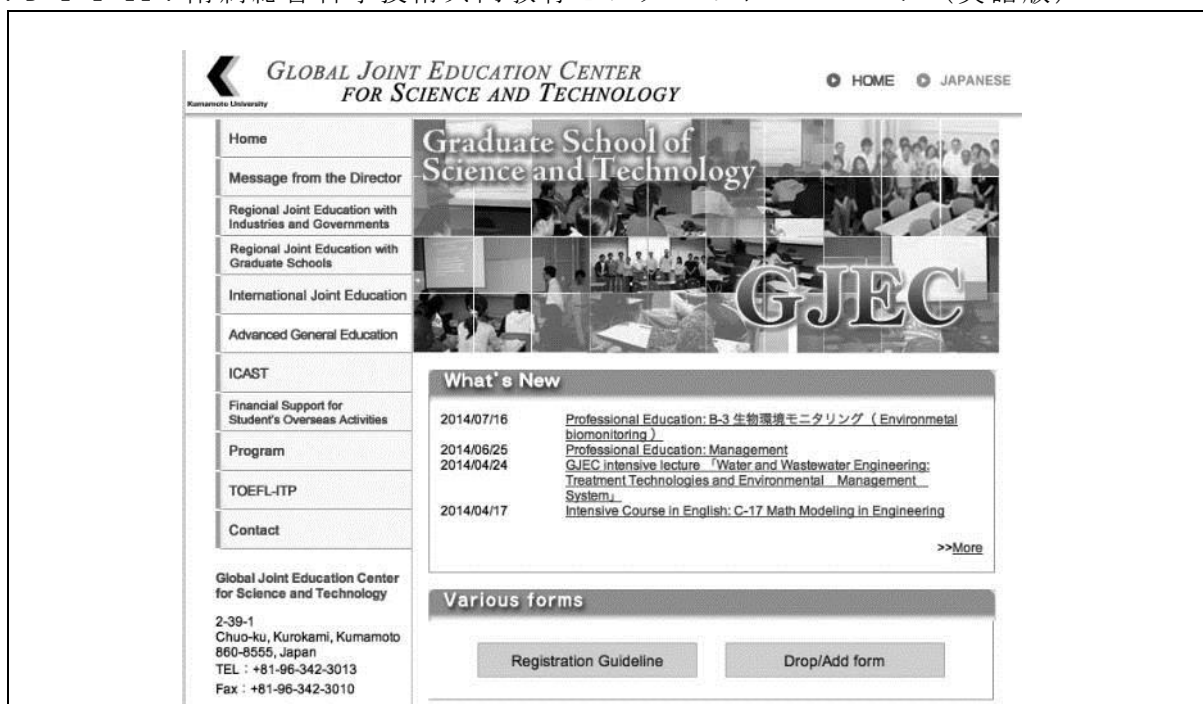 GLOBAL JOINT EDUCATION CENTER
FOR SCIENCE AND TECHNOLOGY
Kumamoto University
HOME
JAPANESE
Home
Message from the Director
Regional Joint Education with
Industries and Governments
Regional Joint Education with
Graduate Schools
International Joint Education
Advanced General Education
ICAST
Financial Support for
Student's Overseas Activities
Program
TOEFL-ITP
Contact
Global Joint Education Center
for Science and Technology
2-39-1
Chuo-ku, Kurokami, Kumamoto
860-8555, Japan
TEL：+81-96-342-3013
Fax：+81-96-342-3010
Graduate School of
Science and Technology
GJEC
What's New
2014/07/16 Professional Education: B-3 生物環境モニタリング（ Environmetal
biomonitoring ）
2014/06/25 Professional Education: Management
2014/04/24 GJEC intensive lecture 「Water and Wastewater Engineering:
Treatment Technologies and Environmental Management
System」
2014/04/17 Intensive Course in English: C-17 Math Modeling in Engineering
>>More
Various forms
Registration Guideline
Drop/Add form